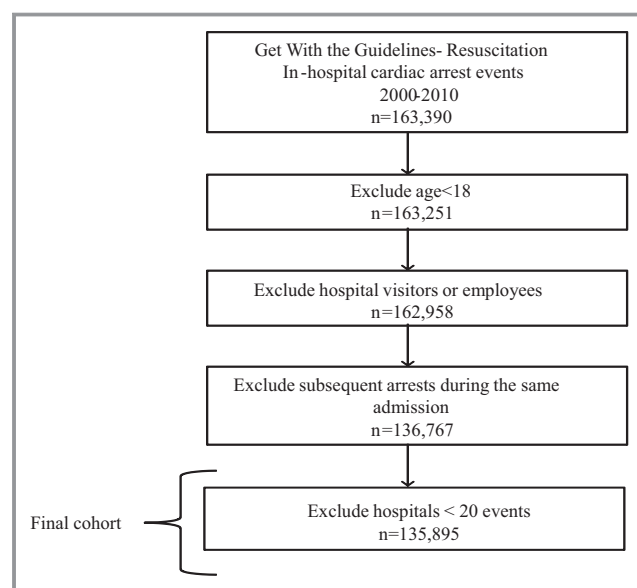 Get With the Guidelines- Resuscitation
In-hospital cardiac arrest events
2000-2010
n=163,390
Exclude age<18
n=163,251
Exclude hospital visitors or employees
n=162,958
Exclude subsequent arrests during the same
admission
n=136,767
Final cohort
Exclude hospitals < 20 events
n=135,895